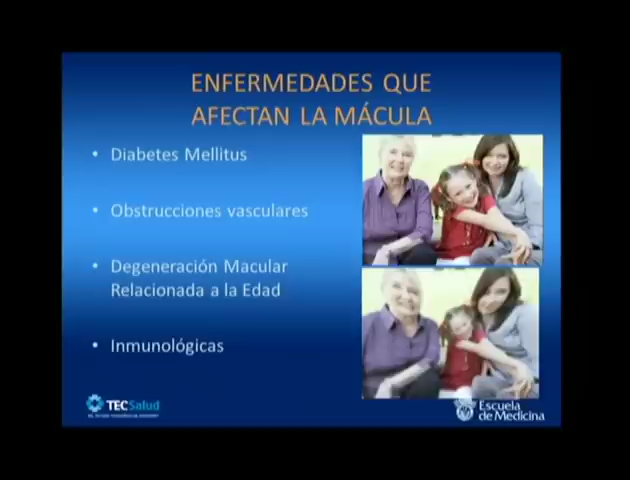 ENFERMEDADES QUE
AFECTAN LA MÁCULA
• Diabetes Mellitus
• Obstrucciones vasculares
• Degeneración Macular
Relacionada a la Edad
• Inmunológicas
TECSalud
Escuela
de Medicina